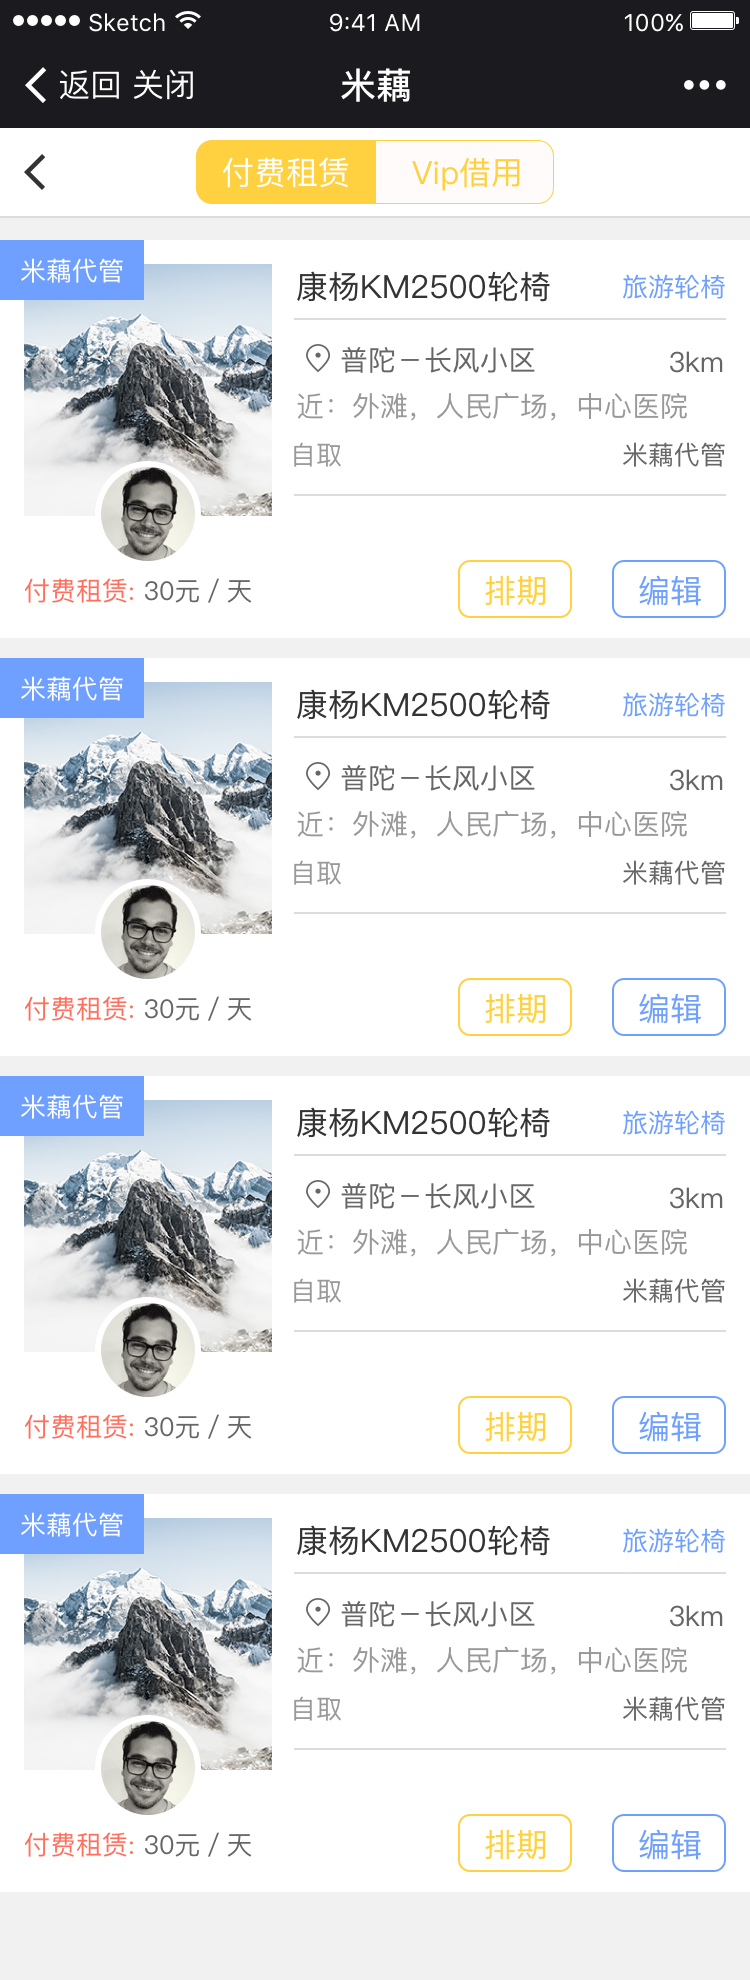 Sketch 9:41 AM 100%
返回 关闭 米藕
付费租赁 Vip借用
米藕代管
康杨KM2500轮椅 旅游轮椅
普陀－长风小区 3km
近：外滩，人民广场，中心医院
自取 米藕代管
付费租赁: 30元 / 天 排期 编辑
米藕代管
康杨KM2500轮椅 旅游轮椅
普陀－长风小区 3km
近：外滩，人民广场，中心医院
自取 米藕代管
付费租赁: 30元 / 天 排期 编辑
米藕代管
康杨KM2500轮椅 旅游轮椅
普陀－长风小区 3km
近：外滩，人民广场，中心医院
自取 米藕代管
付费租赁: 30元 / 天 排期 编辑
米藕代管
康杨KM2500轮椅 旅游轮椅
普陀－长风小区 3km
近：外滩，人民广场，中心医院
自取 米藕代管
付费租赁: 30元 / 天 排期 编辑